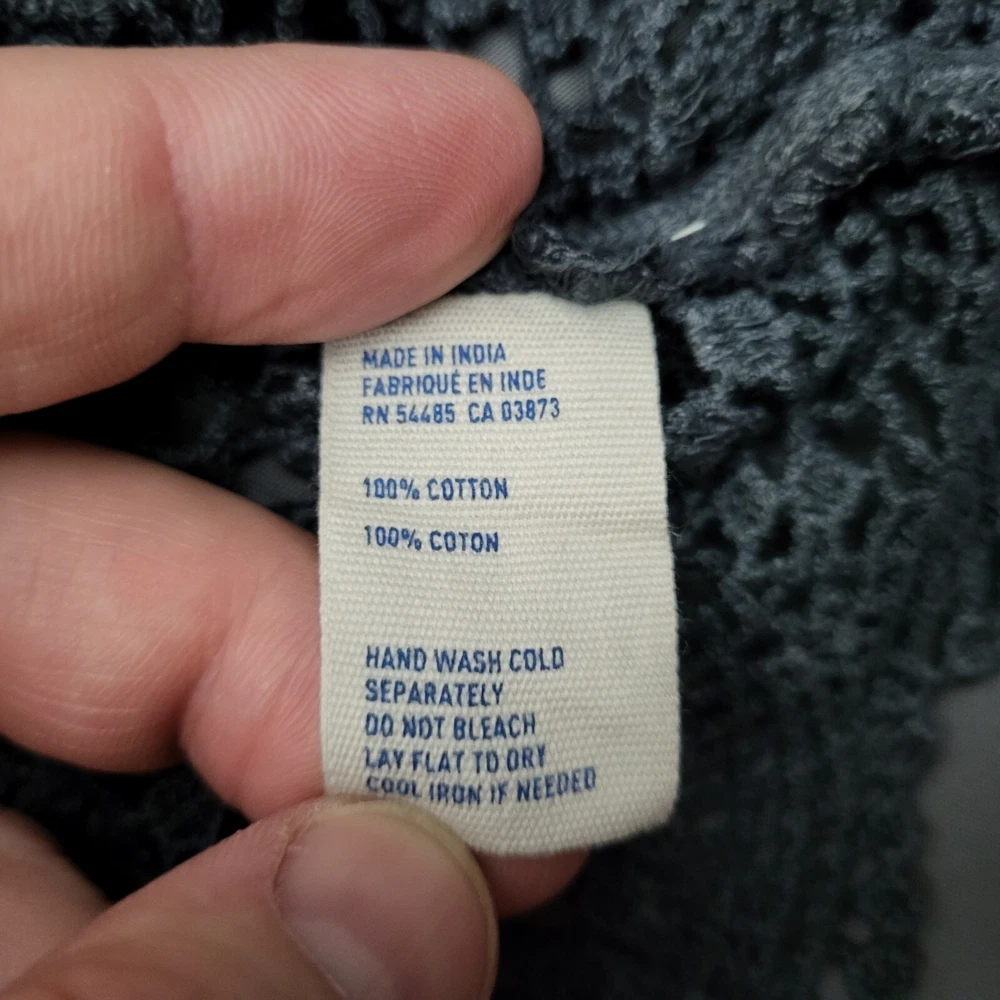 MADE IN INDIA
FABRIQUÉ EN INDE
RN 54485 CA 03873
100% COTTON
100% COTON
HAND WASH COLD
SEPARATELY
DO NOT BLEACH
LAY FLAT TO DRY
COOL IRON IF NEEDED